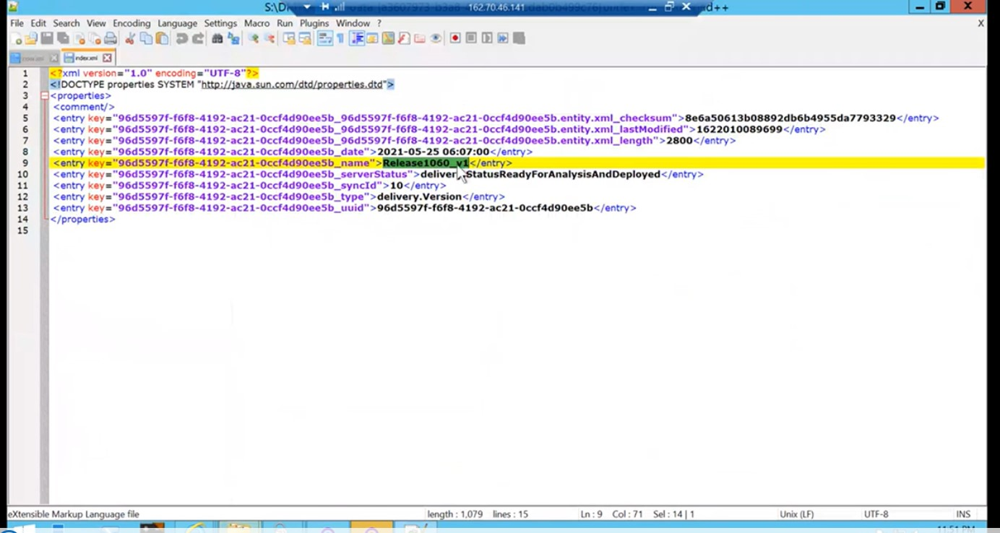 S:\D
162.70.46.141
d++
File Edit Search View Encoding Language Settings Macro Run Plugins Window ?
X
index.xml
1 <?xml version="1.0" encoding="UTF-8"?>
2 <!DOCTYPE properties SYSTEM "http://java.sun.com/dtd/properties.dtd">
3 <properties>
4 <comment/>
5 <entry key="96d5597f-f6f8-4192-ac21-0ccf4d90ee5b_96d5597f-f6f8-4192-ac21-0ccf4d90ee5b.entity.xml_checksum">8e6a50613b08892db6b4955da7793329</entry>
6 <entry key="96d5597f-f6f8-4192-ac21-0ccf4d90ee5b_96d5597f-f6f8-4192-ac21-0ccf4d90ee5b.entity.xml_lastModified">1622010089699</entry>
7 <entry key="96d5597f-f6f8-4192-ac21-0ccf4d90ee5b_96d5597f-f6f8-4192-ac21-0ccf4d90ee5b.entity.xml_length">2800</entry>
8 <entry key="96d5597f-f6f8-4192-ac21-0ccf4d90ee5b_date">2021-05-25 06:07:00</entry>
9 <entry key="96d5597f-f6f8-4192-ac21-0ccf4d90ee5b_name">Release1060_v1</entry>
10 <entry key="96d5597f-f6f8-4192-ac21-0ccf4d90ee5b_serverStatus">deliver StatusReadyForAnalysisAndDeployed</entry>
11 <entry key="96d5597f-f6f8-4192-ac21-0ccf4d90ee5b_syncId">10</entry>
12 <entry key="96d5597f-f6f8-4192-ac21-0ccf4d90ee5b_type">delivery.Version</entry>
13 <entry key="96d5597f-f6f8-4192-ac21-0ccf4d90ee5b_uuid">96d5597f-f6f8-4192-ac21-0ccf4d90ee5b</entry>
14 </properties>
15
eXtensible Markup Language file
length : 1,079 lines : 15
Ln : 9 Col : 71 Sel : 14 | 1
Unix (LF)
UTF-8
INS
11:51 PM